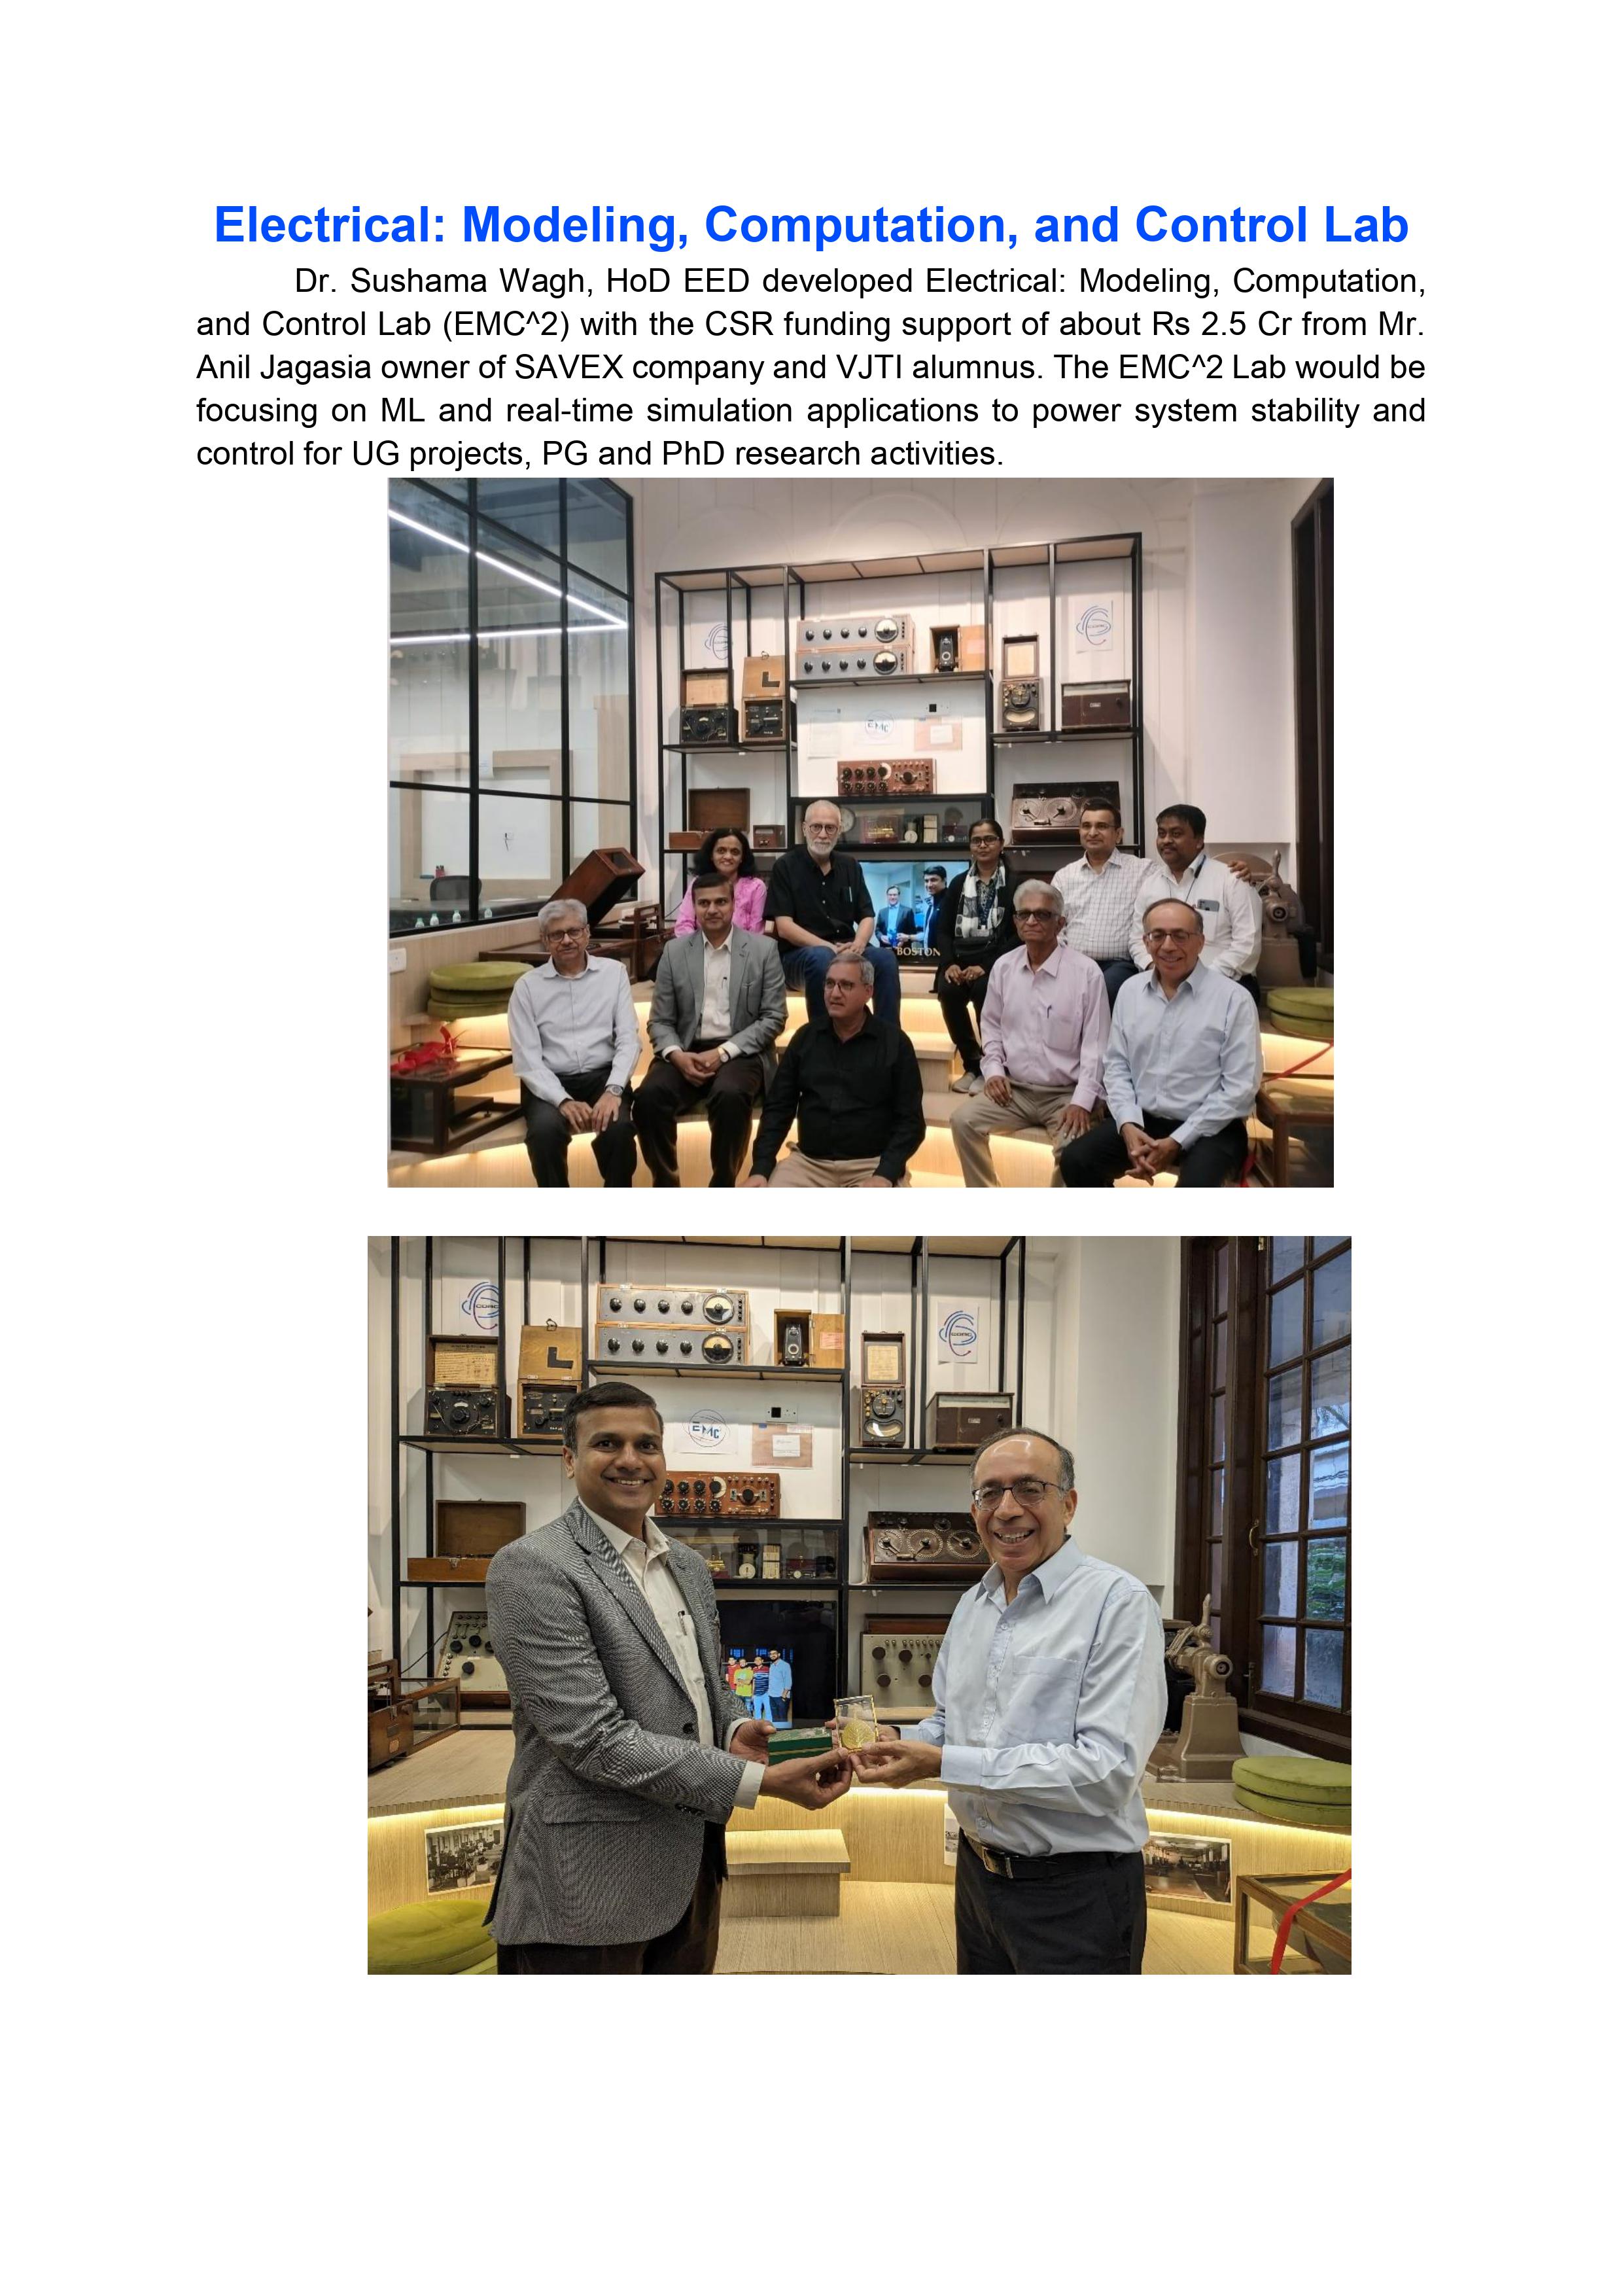 Electrical: Modeling, Computation, and Control Lab
Dr. Sushama Wagh, HoD EED developed Electrical: Modeling, Computation,
and Control Lab (EMC^2) with the CSR funding support of about Rs 2.5 Cr from Mr.
Anil Jagasia owner of SAVEX company and VJTI alumnus. The EMC^2 Lab would be
focusing on ML and real-time simulation applications to power system stability and
control for UG projects, PG and PhD research activities.
EMC
BOSTON
EMC